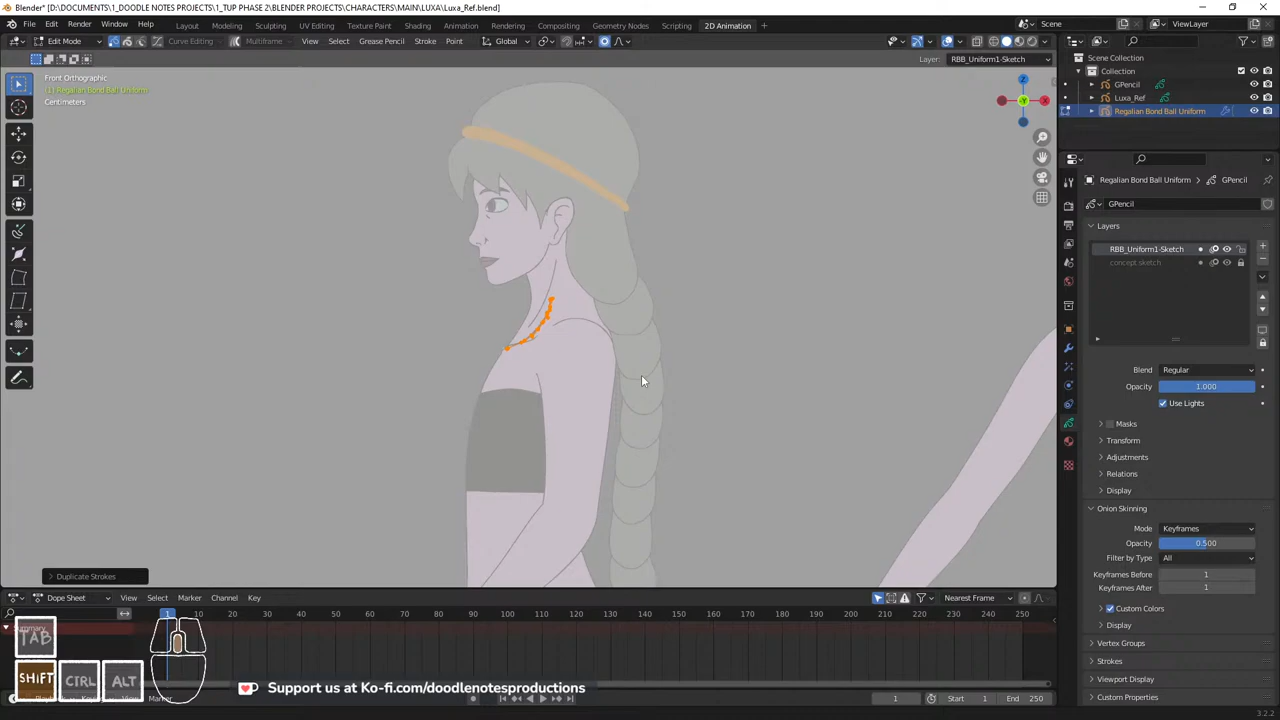 Blender* [D:\DOCUMENTS\1_DOODLE NOTES PROJECTS\1_TUP PHASE 2\BLENDER PROJECTS\CHARACTERS\MAIN\LUXA\Luxa_Ref.blend]
File Edit Render Window Help Layout Modeling Sculpting UV Editing Texture Paint Shading Animation Rendering Compositing Geometry Nodes Scripting 2D Animation + Scene ViewLayer
Edit Mode Curve Editing Multiframe View Select Grease Pencil Stroke Point Global
Layer: RBB_Uniform1-Sketch
Front Orthographic
(1) Regalian Bond Ball Uniform
Centimeters
Z
-Y
X
Scene Collection
Collection
GPencil
Luxa_Ref
Regalian Bond Ball Uniform
Regalian Bond Ball Uniform > GPencil
GPencil
Layers
RBB_Uniform1-Sketch
concept.sketch
Blend Regular
Opacity 1.000
Use Lights
Masks
Transform
Adjustments
Relations
Display
Onion Skinning
Mode Keyframes
Opacity 0.500
Filter by Type All
Keyframes Before 1
Keyframes After 1
Custom Colors
Display
Vertex Groups
Strokes
Viewport Display
Custom Properties
Duplicate Strokes
Dope Sheet View Select Channel Key Nearest Frame
1 10 20 30 40 50 60 70 80 90 100 110 120 130 140 150 160 170 180 190 200 210 220 230 240 250
Summary
TAB
SHIFT CTRL ALT
Support us at Ko-fi.com/doodlenotesproductions
Marker
1 Start 1 End 250
3.2.2